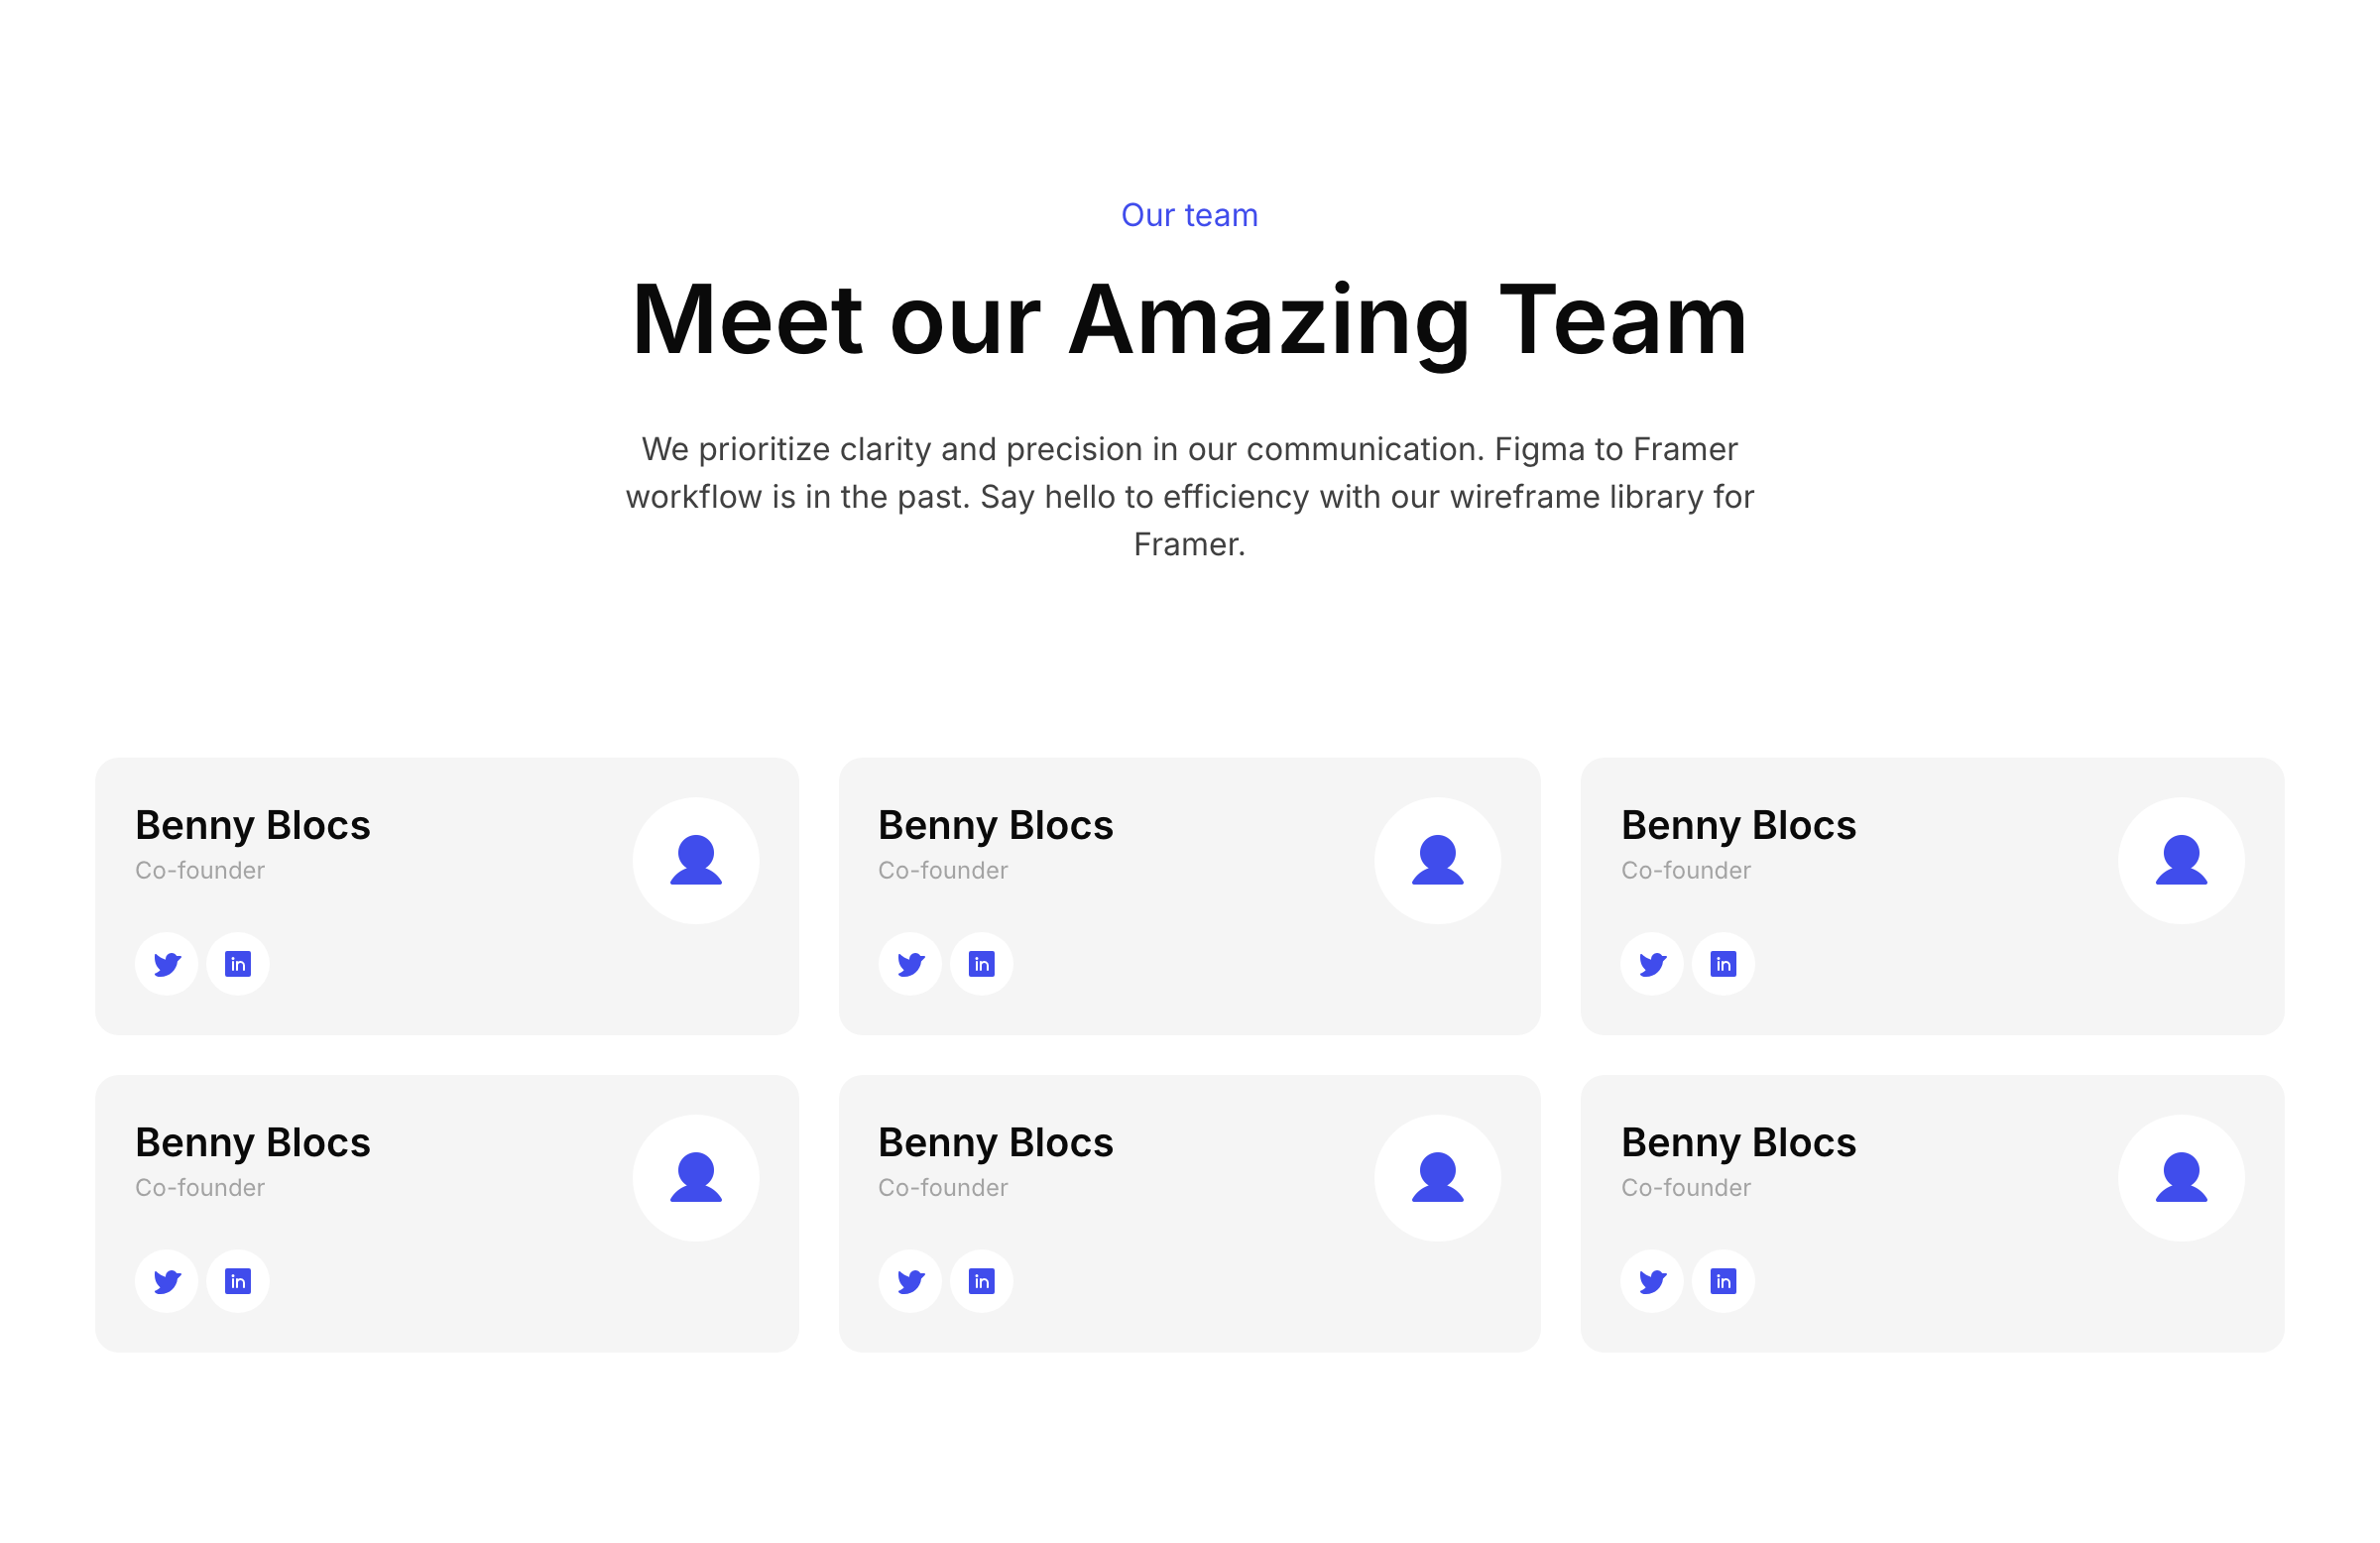 Our team
Meet our Amazing Team
We prioritize clarity and precision in our communication. Figma to Framer
workflow is in the past. Say hello to efficiency with our wireframe library for
Framer.
Benny Blocs
Co-founder
in
Benny Blocs
Co-founder
in
Benny Blocs
Co-founder
in
Benny Blocs
Co-founder
in
Benny Blocs
Co-founder
in
Benny Blocs
Co-founder
in